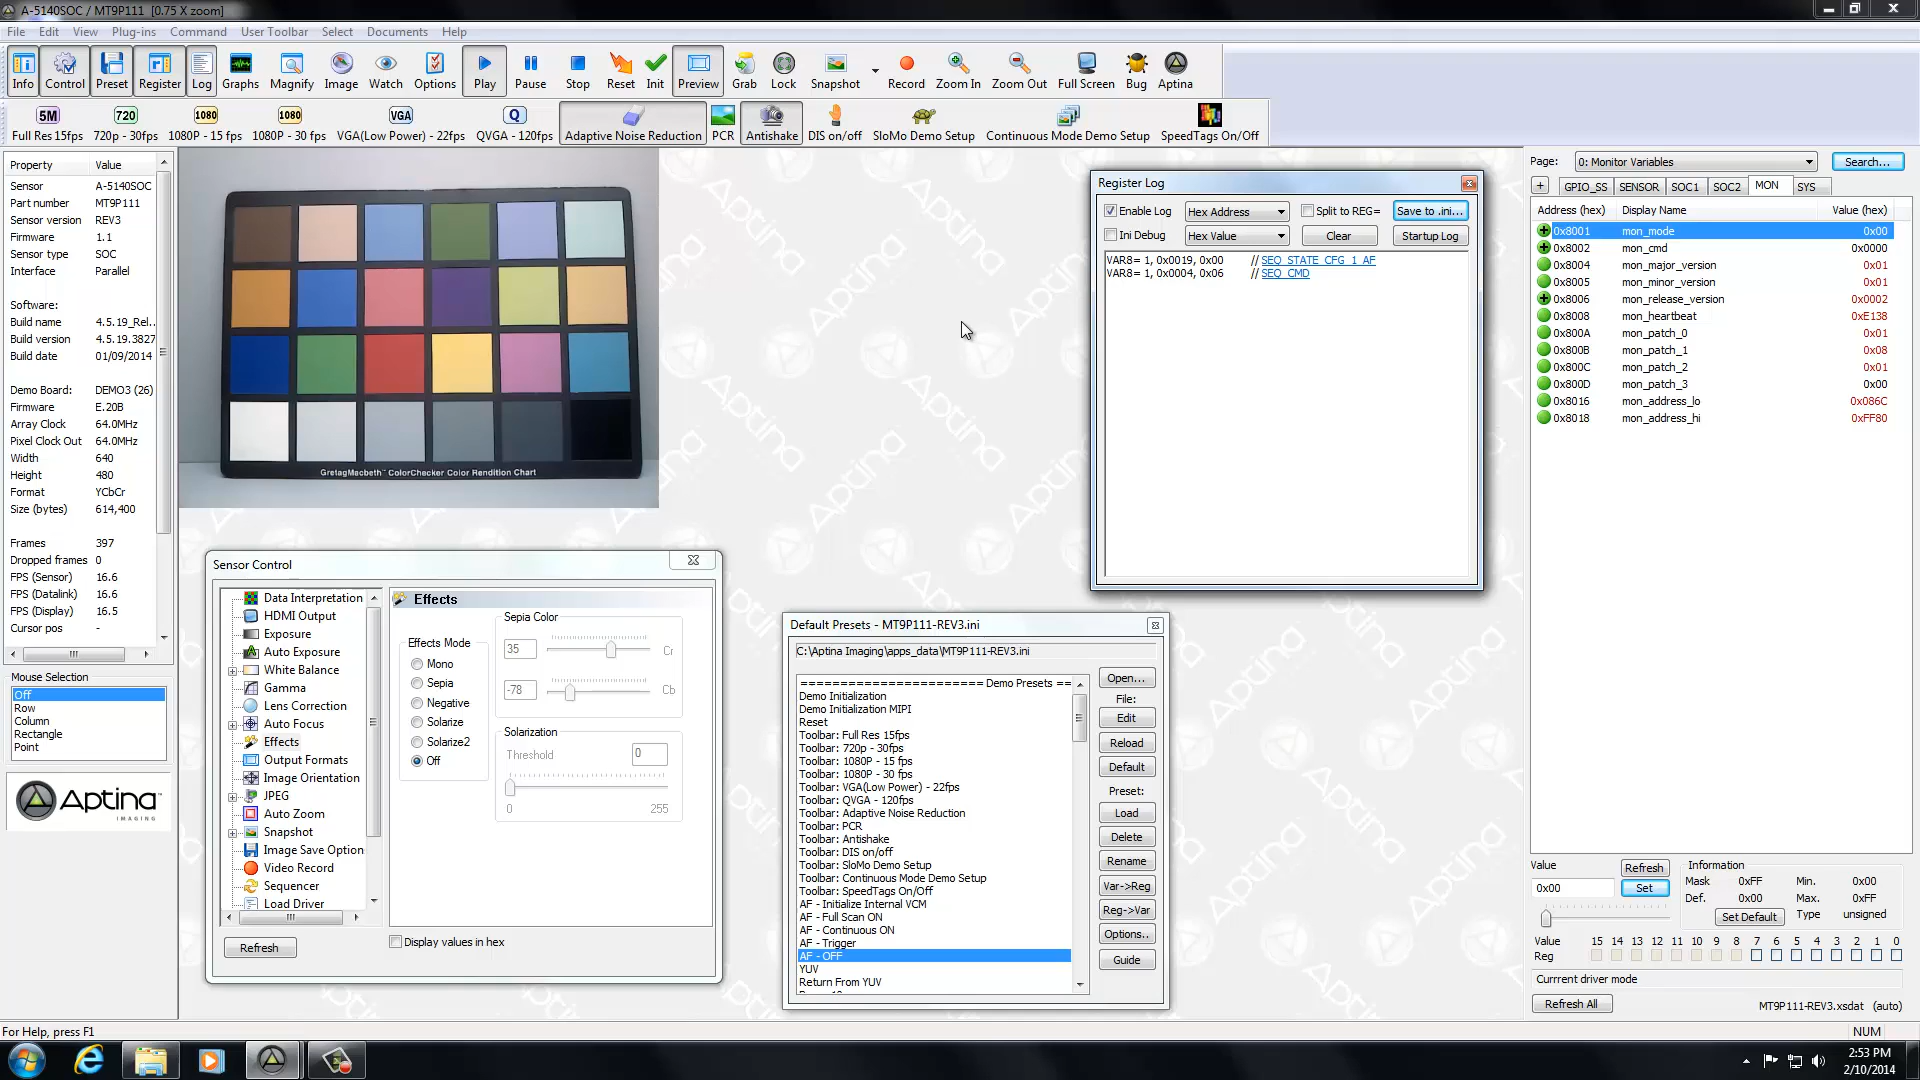 A-5140SOC / MT9P111 [0.75 X zoom]
File Edit View Plug-ins Command User Toolbar Select Documents Help
Info Control Preset Register Log Graphs Magnify Image Watch Options Play Pause Stop Reset Init Preview Grab Lock Snapshot Record Zoom In Zoom Out Full Screen Bug Aptina
5M 720 1080 1080 VGA Q
Full Res 15fps 720p - 30fps 1080P - 15 fps 1080P - 30 fps VGA(Low Power) - 22fps QVGA - 120fps Adaptive Noise Reduction PCR Antishake DIS on/off SloMo Demo Setup Continuous Mode Demo Setup SpeedTags On/Off
Property Value
Sensor A-5140SOC
Part number MT9P111
Sensor version REV3
Firmware 1.1
Sensor type SOC
Interface Parallel
Software:
Build name 4.5.19_Rel..
Build version 4.5.19.3827
Build date 01/09/2014
Demo Board: DEMO3 (26)
Firmware E.20B
Array Clock 64.0MHz
Pixel Clock Out 64.0MHz
Width 640
Height 480
Format YCbCr
Size (bytes) 614,400
Frames 397
Dropped frames 0
FPS (Sensor) 16.6
FPS (Datalink) 16.6
FPS (Display) 16.5
Cursor pos -
Mouse Selection
Off
Row
Column
Rectangle
Point
Aptina
IMAGING
GretagMacbeth™ ColorChecker Color Rendition Chart
Sensor Control
Data Interpretation
HDMI Output
Exposure
Auto Exposure
White Balance
Gamma
Lens Correction
Auto Focus
Effects
Output Formats
Image Orientation
JPEG
Auto Zoom
Snapshot
Image Save Option
Video Record
Sequencer
Load Driver
Refresh
Effects
Effects Mode
Mono
Sepia
Negative
Solarize
Solarize2
Off
Sepia Color
35 Cr
-78 Cb
Solarization
Threshold 0
0 255
Display values in hex
Default Presets - MT9P111-REV3.ini
C:\Aptina Imaging\apps_data\MT9P111-REV3.ini
======================= Demo Presets ==
Demo Initialization
Demo Initialization MIPI
Reset
Toolbar: Full Res 15fps
Toolbar: 720p - 30fps
Toolbar: 1080P - 15 fps
Toolbar: 1080P - 30 fps
Toolbar: VGA(Low Power) - 22fps
Toolbar: QVGA - 120fps
Toolbar: Adaptive Noise Reduction
Toolbar: PCR
Toolbar: Antishake
Toolbar: DIS on/off
Toolbar: SloMo Demo Setup
Toolbar: Continuous Mode Demo Setup
Toolbar: SpeedTags On/Off
AF - Initialize Internal VCM
AF - Full Scan ON
AF - Continuous ON
AF - Trigger
AF - OFF
YUV
Return From YUV
Open...
File:
Edit
Reload
Default
Preset:
Load
Delete
Rename
Var->Reg
Reg->Var
Options..
Guide
Register Log
Enable Log Hex Address Split to REG= Save to .ini...
Ini Debug Hex Value Clear Startup Log
VAR8= 1, 0x0019, 0x00 // SEQ_STATE_CFG_1_AF
VAR8= 1, 0x0004, 0x06 // SEQ_CMD
Page: 0: Monitor Variables Search...
+ GPIO_SS SENSOR SOC1 SOC2 MON SYS
Address (hex) Display Name Value (hex)
0x8001 mon_mode 0x00
0x8002 mon_cmd 0x0000
0x8004 mon_major_version 0x01
0x8005 mon_minor_version 0x01
0x8006 mon_release_version 0x0002
0x8008 mon_heartbeat 0xE138
0x800A mon_patch_0 0x01
0x800B mon_patch_1 0x08
0x800C mon_patch_2 0x01
0x800D mon_patch_3 0x00
0x8016 mon_address_lo 0x086C
0x8018 mon_address_hi 0xFF80
Value Refresh Information
0x00 Set Mask 0xFF Min. 0x00
Def. 0x00 Max. 0xFF
Set Default Type unsigned
Value 15 14 13 12 11 10 9 8 7 6 5 4 3 2 1 0
Reg
Currrent driver mode
Refresh All MT9P111-REV3.xsdat (auto)
For Help, press F1 NUM
2:53 PM
2/10/2014